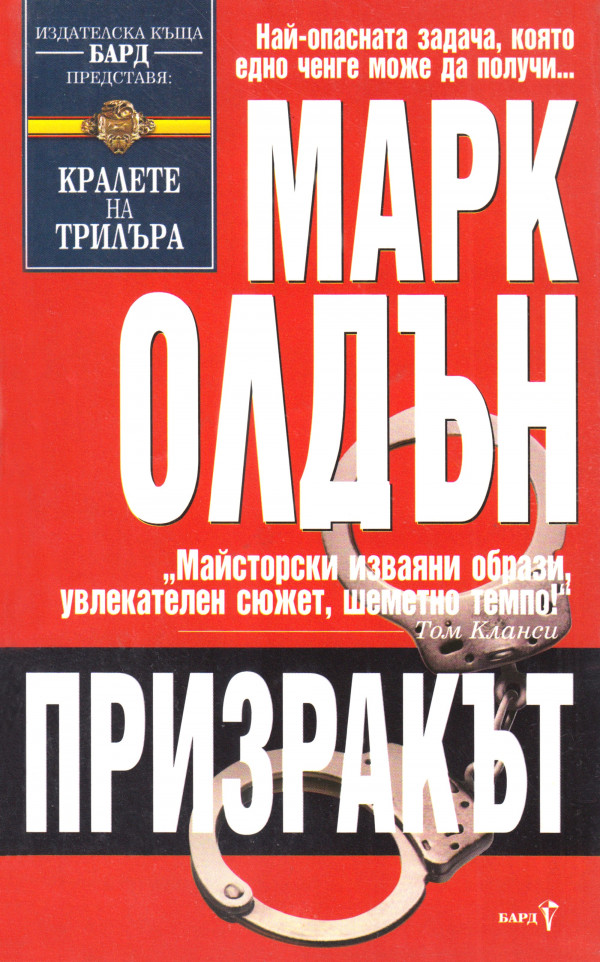 ИЗДАТЕЛСКА КЪЩА
БАРД
ПРЕДСТАВЯ:
КРАЛЕТЕ
НА
ТРИЛЪРА
Най-опасната задача, която
едно ченге може да получи...
МАРК
ОЛДЪН
„Майсторски изваяни образи,
увлекателен сюжет, шеметно темпо!“
Том Кланси
ПРИЗРАКЪТ
БАРД